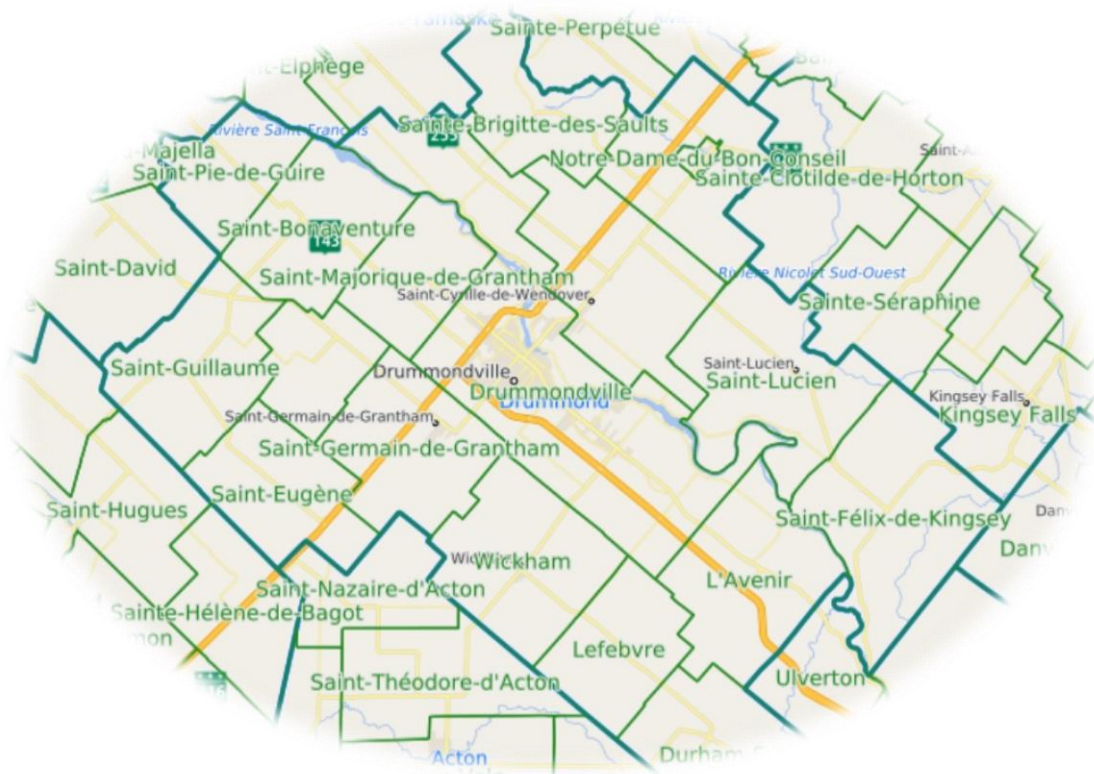 Sainte-Perpétue
Rivière Saint-François
Sainte-Brigitte-des-Saults
255
Notre-Dame-du-Bon-Conseil
Sainte-Clotilde-de-Horton
Saint-Pie-de-Guire
Saint-Bonaventure
143
Saint-David
Saint-Majorique-de-Grantham
Rivière Nicolet Sud-Ouest
Saint-Cyrille-de-Wendover
Sainte-Séraphine
Saint-Guillaume
Drummondville
Drummondville
Drummond
Saint-Lucien
Saint-Lucien
Kingsey Falls
Kingsey Falls
Saint-Germain-de-Grantham
Saint-Germain-de-Grantham
Saint-Eugène
Saint-Hugues
Saint-Félix-de-Kingsey
Wickham
L'Avenir
Saint-Nazaire-d'Acton
Sainte-Hélène-de-Bagot
Lefebvre
Saint-Théodore-d'Acton
Ulverton
Acton